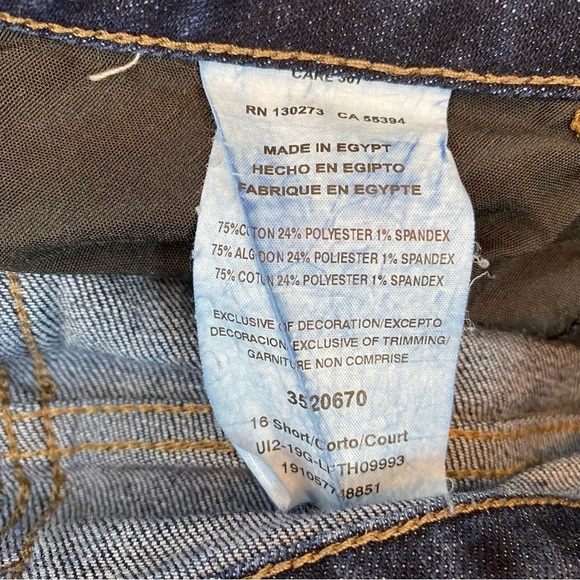 CARE 307
RN 130273 CA 55394
MADE IN EGYPT
HECHO EN EGIPTO
FABRIQUE EN EGYPTE
75%COTON 24% POLYESTER 1% SPANDEX
75% ALGODON 24% POLIESTER 1% SPANDEX
75% COTON 24% POLYESTER 1% SPANDEX
EXCLUSIVE OF DECORATION/EXCEPTO
DECORACION EXCLUSIVE OF TRIMMING/
GARNITURE NON COMPRISE
3520670
16 Short/Corto/Court